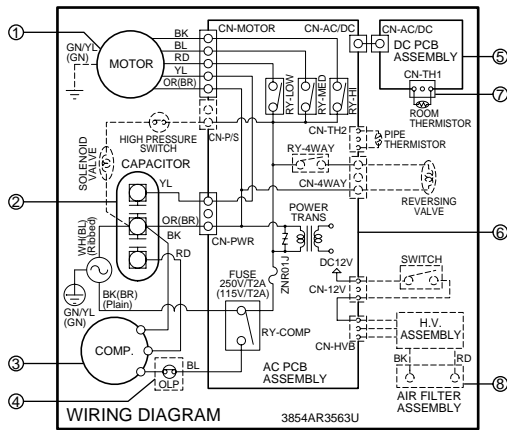 1
GN/YL
(GN)
MOTOR
BK
BL
RD
YL
OR(BR)
CN-MOTOR
CN-AC/DC
CN-AC/DC
DC PCB
ASSEMBLY
5
CN-TH1
7
ROOM
THERMISTOR
RY-LOW
RY-MED
RY-HI
HIGH PRESSURE
SWITCH
CN-P/S
SOLENOID
VALVE
CN-TH2
PIPE
THERMISTOR
RY-4WAY
CN-4WAY
REVERSING
VALVE
CAPACITOR
2
YL
OR(BR)
BK
RD
CN-PWR
WH(BL)
(Ribbed)
POWER
TRANS
ZNR01J
6
DC12V
CN-12V
SWITCH
GN/YL
(GN)
BK(BR)
(Plain)
FUSE
250V/T2A
(115V/T2A)
RY-COMP
CN-HVB
H.V.
ASSEMBLY
BK
RD
3
COMP.
BL
OLP
4
AC PCB
ASSEMBLY
AIR FILTER
ASSEMBLY
8
WIRING DIAGRAM
3854AR3563U